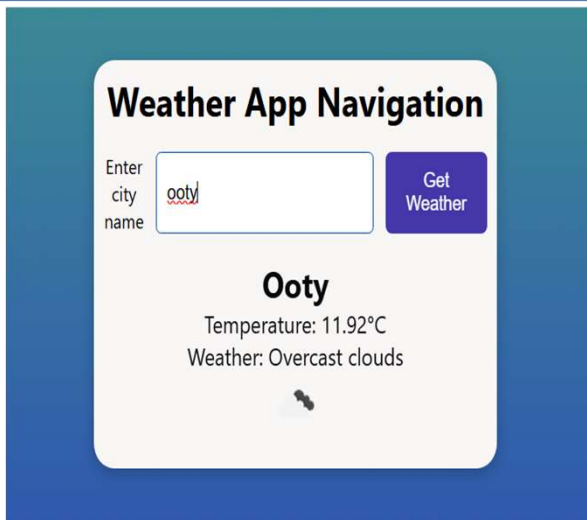 Weather App Navigation
Enter
city
name
ooty
Get
Weather
Ooty
Temperature: 11.92°C
Weather: Overcast clouds